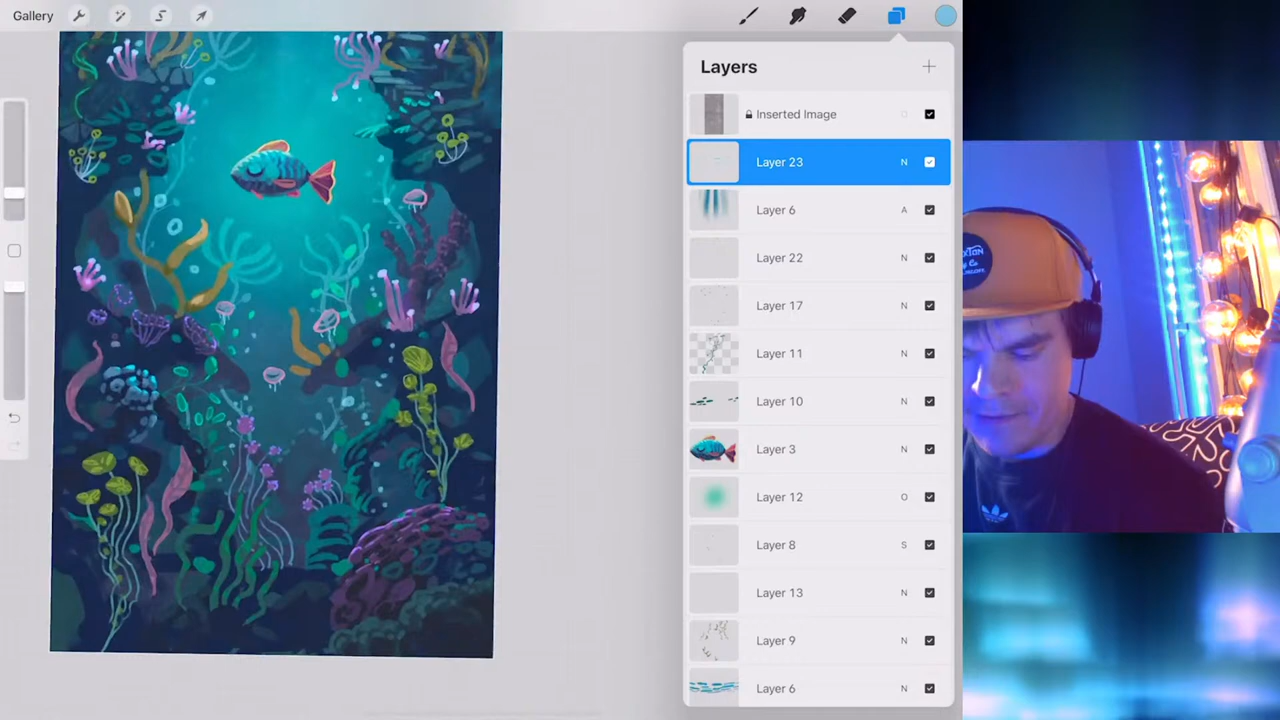 Gallery
Layers
Inserted Image
Layer 23 N
Layer 6 A
Layer 22 N
Layer 17 N
Layer 11 N
Layer 10 N
Layer 3 N
Layer 12 O
Layer 8 S
Layer 13 N
Layer 9 N
Layer 6 N
adidas